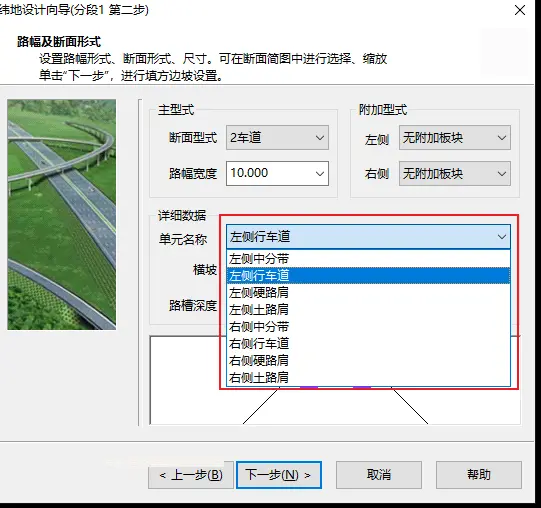 纬地设计向导(分段1 第二步)
路幅及断面形式
设置路幅形式、断面形式、尺寸。可在断面简图中进行选择、缩放
单击“下一步”，进行填方边坡设置。
主型式
断面型式 2车道
路幅宽度 10.000
附加型式
左侧 无附加板块
右侧 无附加板块
详细数据
单元名称 左侧行车道
横坡
路槽深度
左侧中分带
左侧行车道
左侧硬路肩
左侧土路肩
右侧中分带
右侧行车道
右侧硬路肩
右侧土路肩
< 上一步(B)
下一步(N) >
取消
帮助